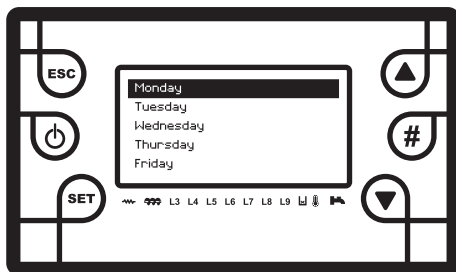 ESC
Monday
Tuesday
Wednesday
Thursday
Friday
#
SET
L3 L4 L5 L6 L7 L8 L9